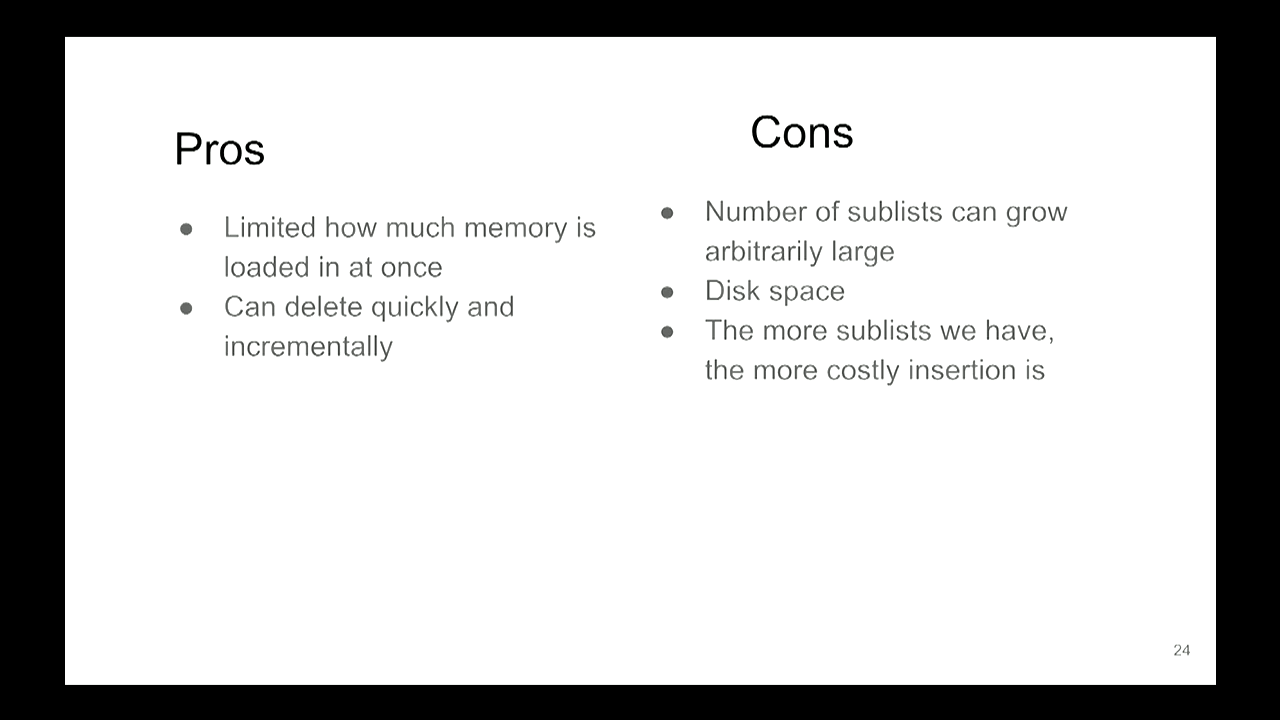 Pros
● Limited how much memory is
loaded in at once
● Can delete quickly and
incrementally
Cons
● Number of sublists can grow
arbitrarily large
● Disk space
● The more sublists we have,
the more costly insertion is
24